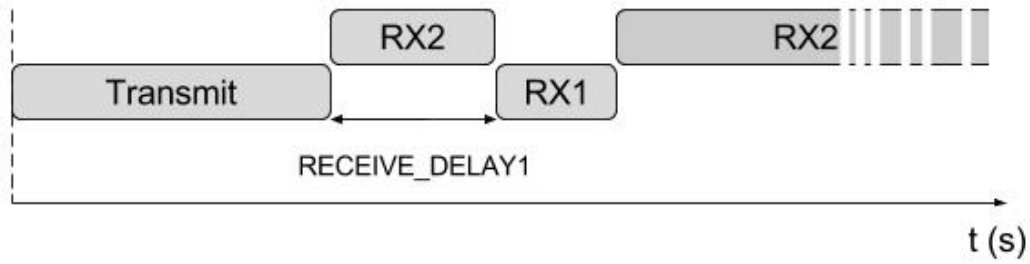 RX2
RX2
Transmit
RX1
RECEIVE_DELAY1
t (s)